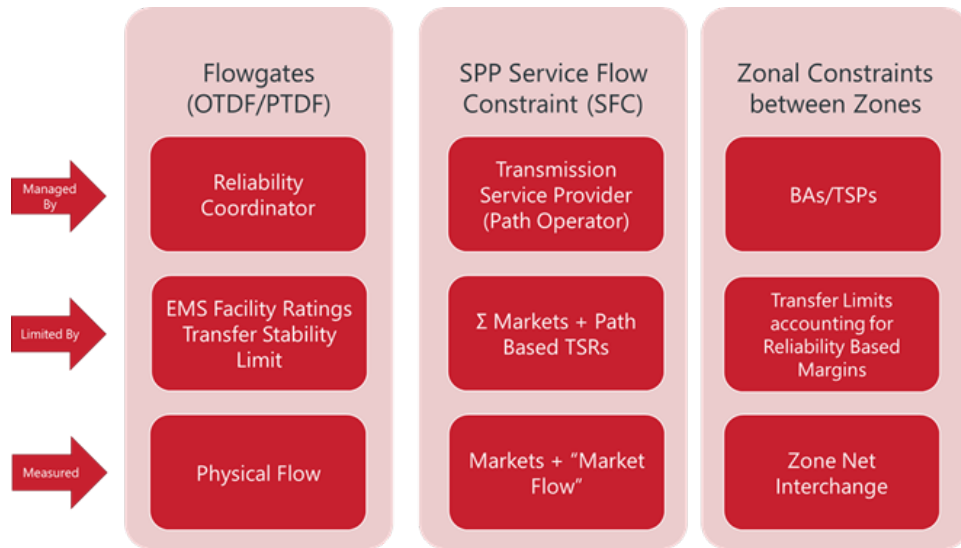 Flowgates
(OTDF/PTDF)
SPP Service Flow
Constraint (SFC)
Zonal Constraints
between Zones
Managed
By
Reliability
Coordinator
Transmission
Service Provider
(Path Operator)
BAs/TSPs
Limited By
EMS Facility Ratings
Transfer Stability
Limit
Σ Markets + Path
Based TSRs
Transfer Limits
accounting for
Reliability Based
Margins
Measured
Physical Flow
Markets + “Market
Flow”
Zone Net
Interchange